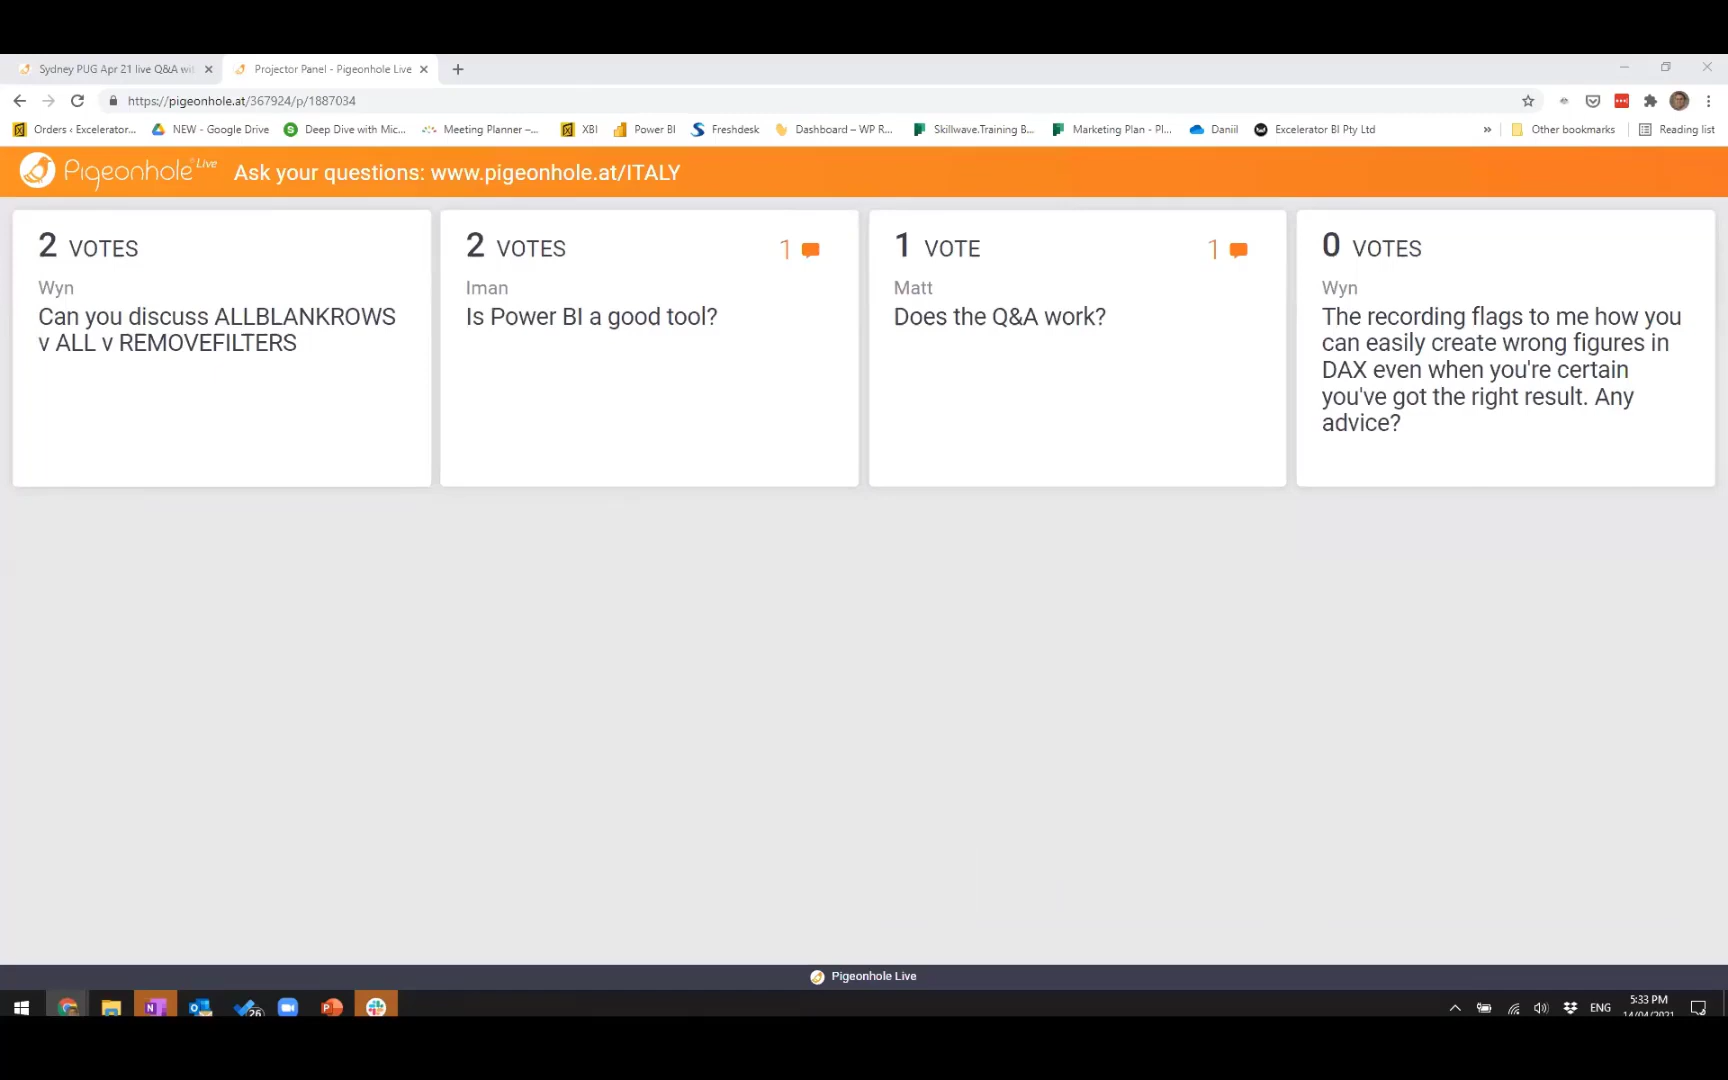 Sydney PUG Apr 21 live Q&A wi
Projector Panel - Pigeonhole Live
https://pigeonhole.at/367924/p/1887034
Orders ‹ Excelerator...
NEW - Google Drive
Deep Dive with Mic...
Meeting Planner –...
XBI
Power BI
Freshdesk
Dashboard – WP R...
Skillwave.Training B...
Marketing Plan - Pl...
Daniil
Excelerator BI Pty Ltd
»
Other bookmarks
Reading list
Pigeonhole Live
Ask your questions: www.pigeonhole.at/ITALY
2 VOTES
Wyn
Can you discuss ALLBLANKROWS
v ALL v REMOVEFILTERS
2 VOTES
1
Iman
Is Power BI a good tool?
1 VOTE
1
Matt
Does the Q&A work?
0 VOTES
Wyn
The recording flags to me how you
can easily create wrong figures in
DAX even when you're certain
you've got the right result. Any
advice?
Pigeonhole Live
26
ENG
5:33 PM
14/04/2021